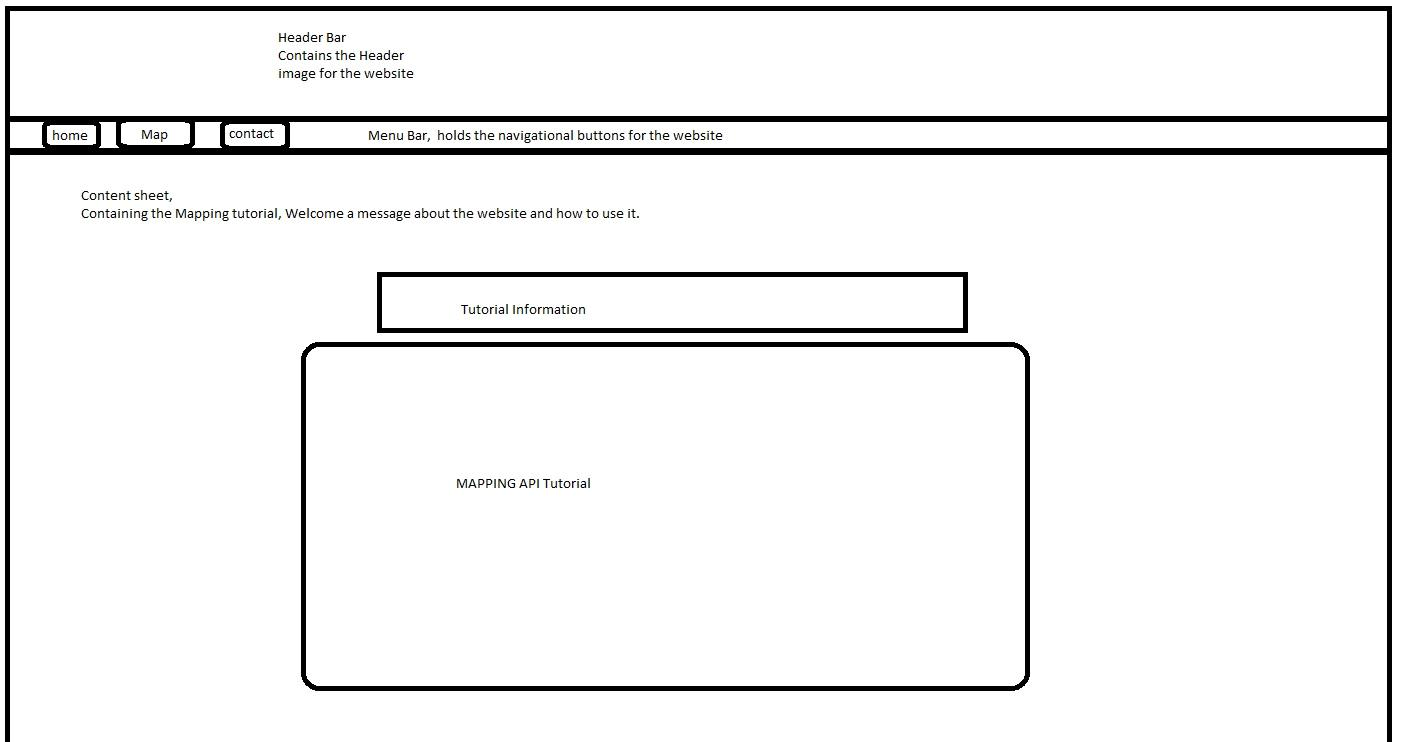 Header Bar
Contains the Header
image for the website
home
Map
contact
Menu Bar,  holds the navigational buttons for the website
Content sheet,
Containing the Mapping tutorial, Welcome a message about the website and how to use it.
Tutorial Information
MAPPING API Tutorial